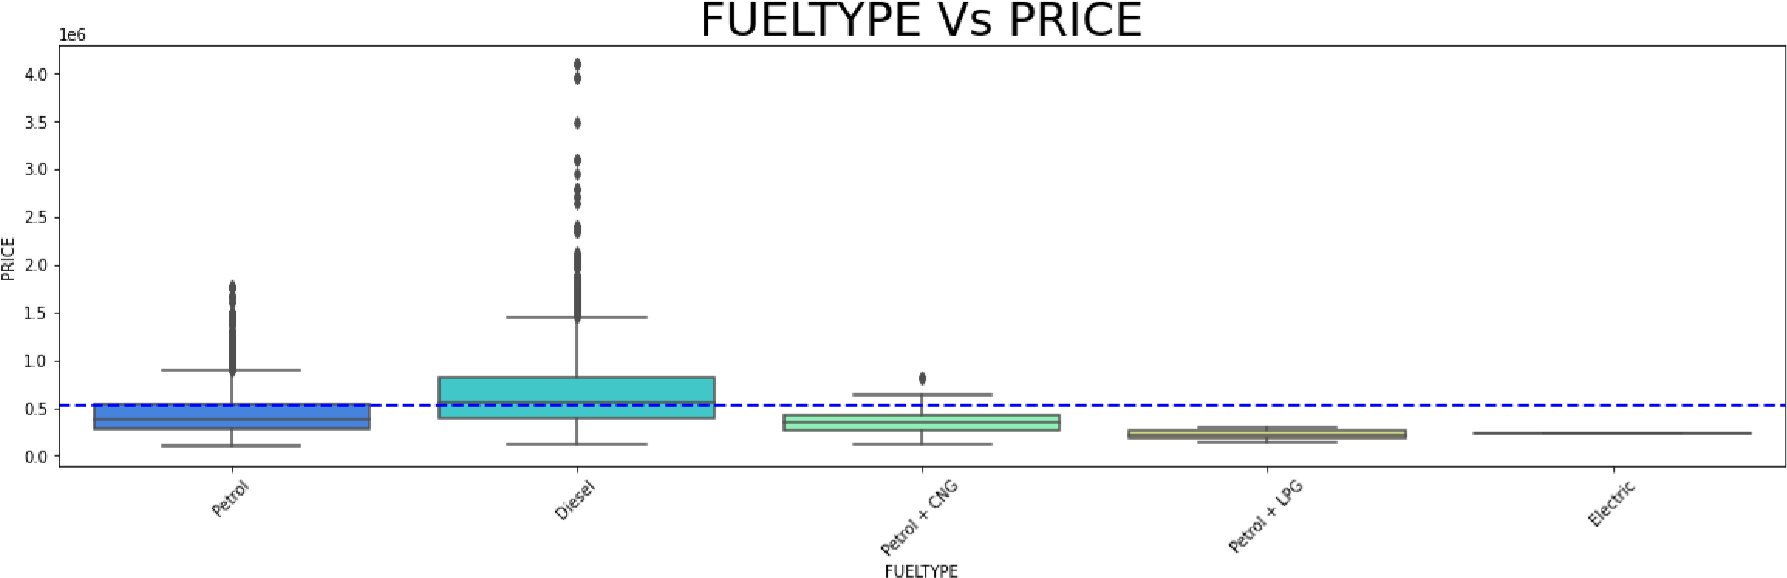 FUELTYPE Vs PRICE
1e6
4.0
3.5
3.0
2.5
2.0
1.5
1.0
0.5
0.0
PRICE
Petrol
Diesel
Petrol + CNG
Petrol + LPG
Electric
FUELTYPE